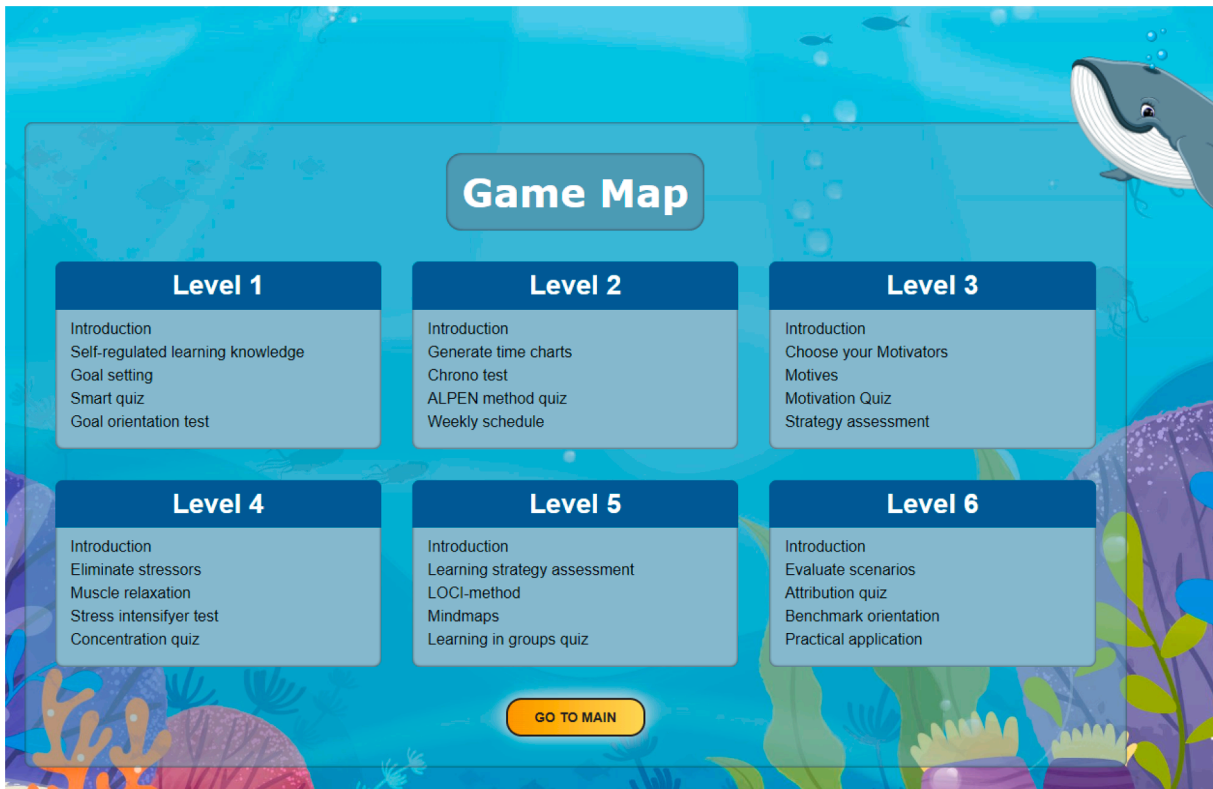 Game Map
Level 1
Introduction
Self-regulated learning knowledge
Goal setting
Smart quiz
Goal orientation test
Level 2
Introduction
Generate time charts
Chrono test
ALPEN method quiz
Weekly schedule
Level 3
Introduction
Choose your Motivators
Motives
Motivation Quiz
Strategy assessment
Level 4
Introduction
Eliminate stressors
Muscle relaxation
Stress intensifyer test
Concentration quiz
Level 5
Introduction
Learning strategy assessment
LOCI-method
Mindmaps
Learning in groups quiz
Level 6
Introduction
Evaluate scenarios
Attribution quiz
Benchmark orientation
Practical application
GO TO MAIN